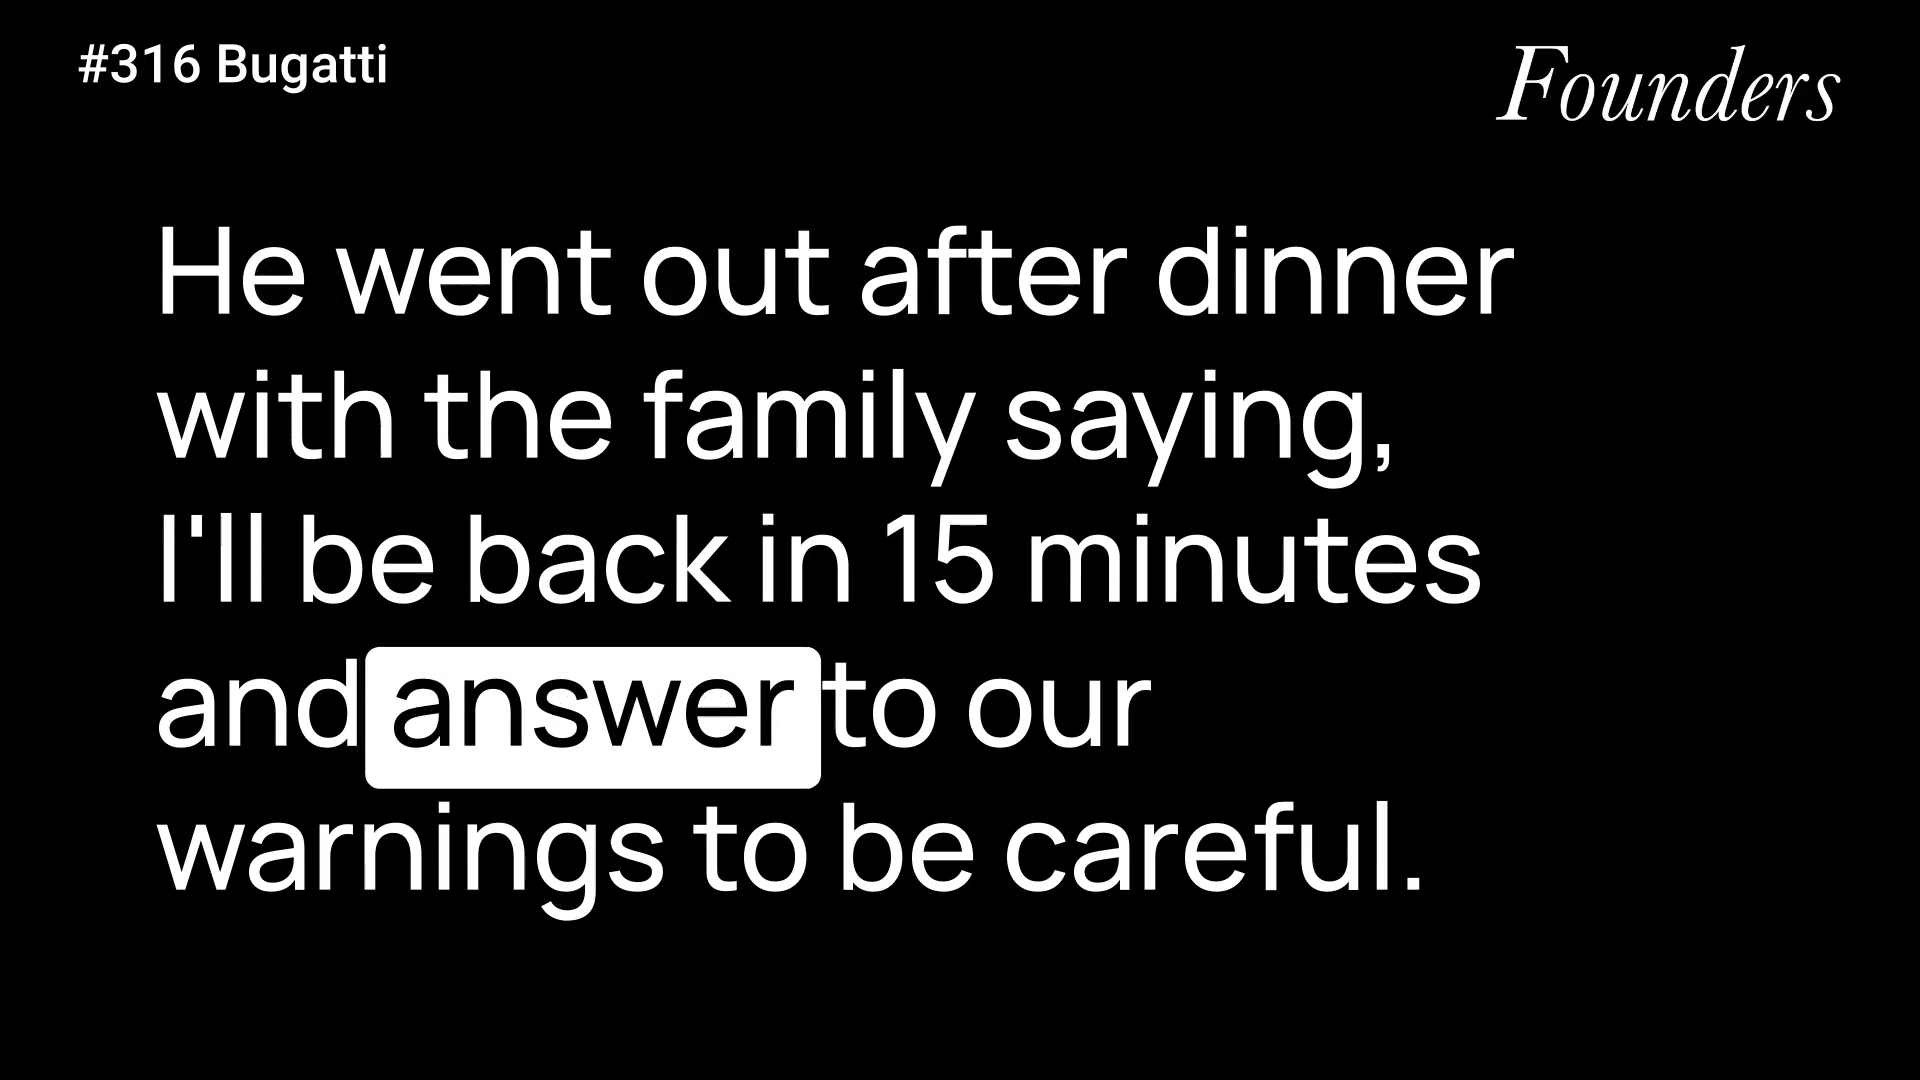 #316 Bugatti
Founders
He went out after dinner
with the family saying,
I'll be back in 15 minutes
and answer to our
warnings to be careful.